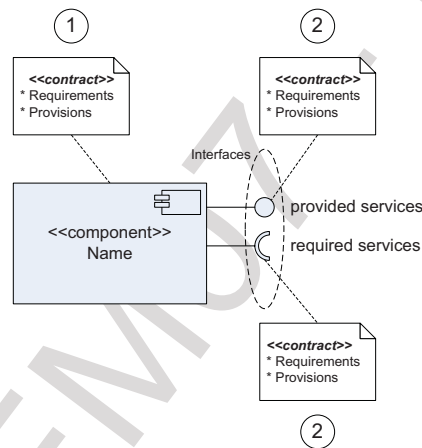 1
2
<<contract>>
* Requirements
* Provisions
<<contract>>
* Requirements
* Provisions
Interfaces
<<component>>
Name
provided services
required services
<<contract>>
* Requirements
* Provisions
2